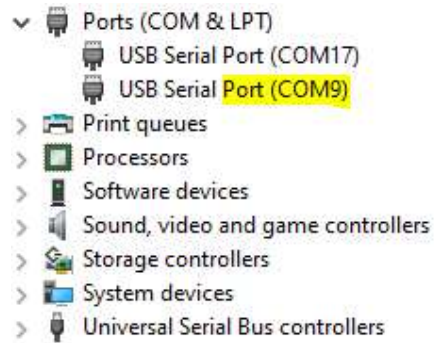 Ports (COM & LPT)
USB Serial Port (COM17)
USB Serial Port (COM9)
Print queues
Processors
Software devices
Sound, video and game controllers
Storage controllers
System devices
Universal Serial Bus controllers